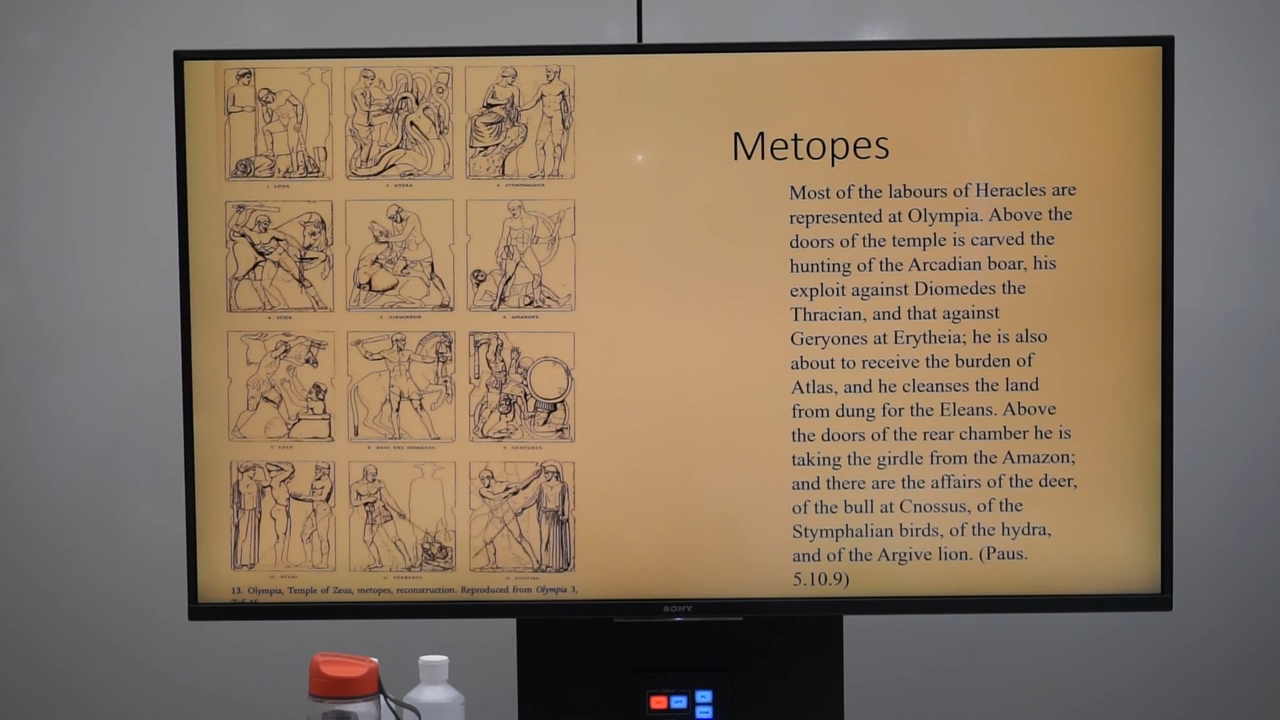 Metopes
Most of the labours of Heracles are
represented at Olympia. Above the
doors of the temple is carved the
hunting of the Arcadian boar, his
exploit against Diomedes the
Thracian, and that against
Geryones at Erytheia; he is also
about to receive the burden of
Atlas, and he cleanses the land
from dung for the Eleans. Above
the doors of the rear chamber he is
taking the girdle from the Amazon;
and there are the affairs of the deer,
of the bull at Cnossus, of the
Stymphalian birds, of the hydra,
and of the Argive lion. (Paus.
5.10.9)
13. Olympia, Temple of Zeus, metopes, reconstruction. Reproduced from Olympia 3,
SONY